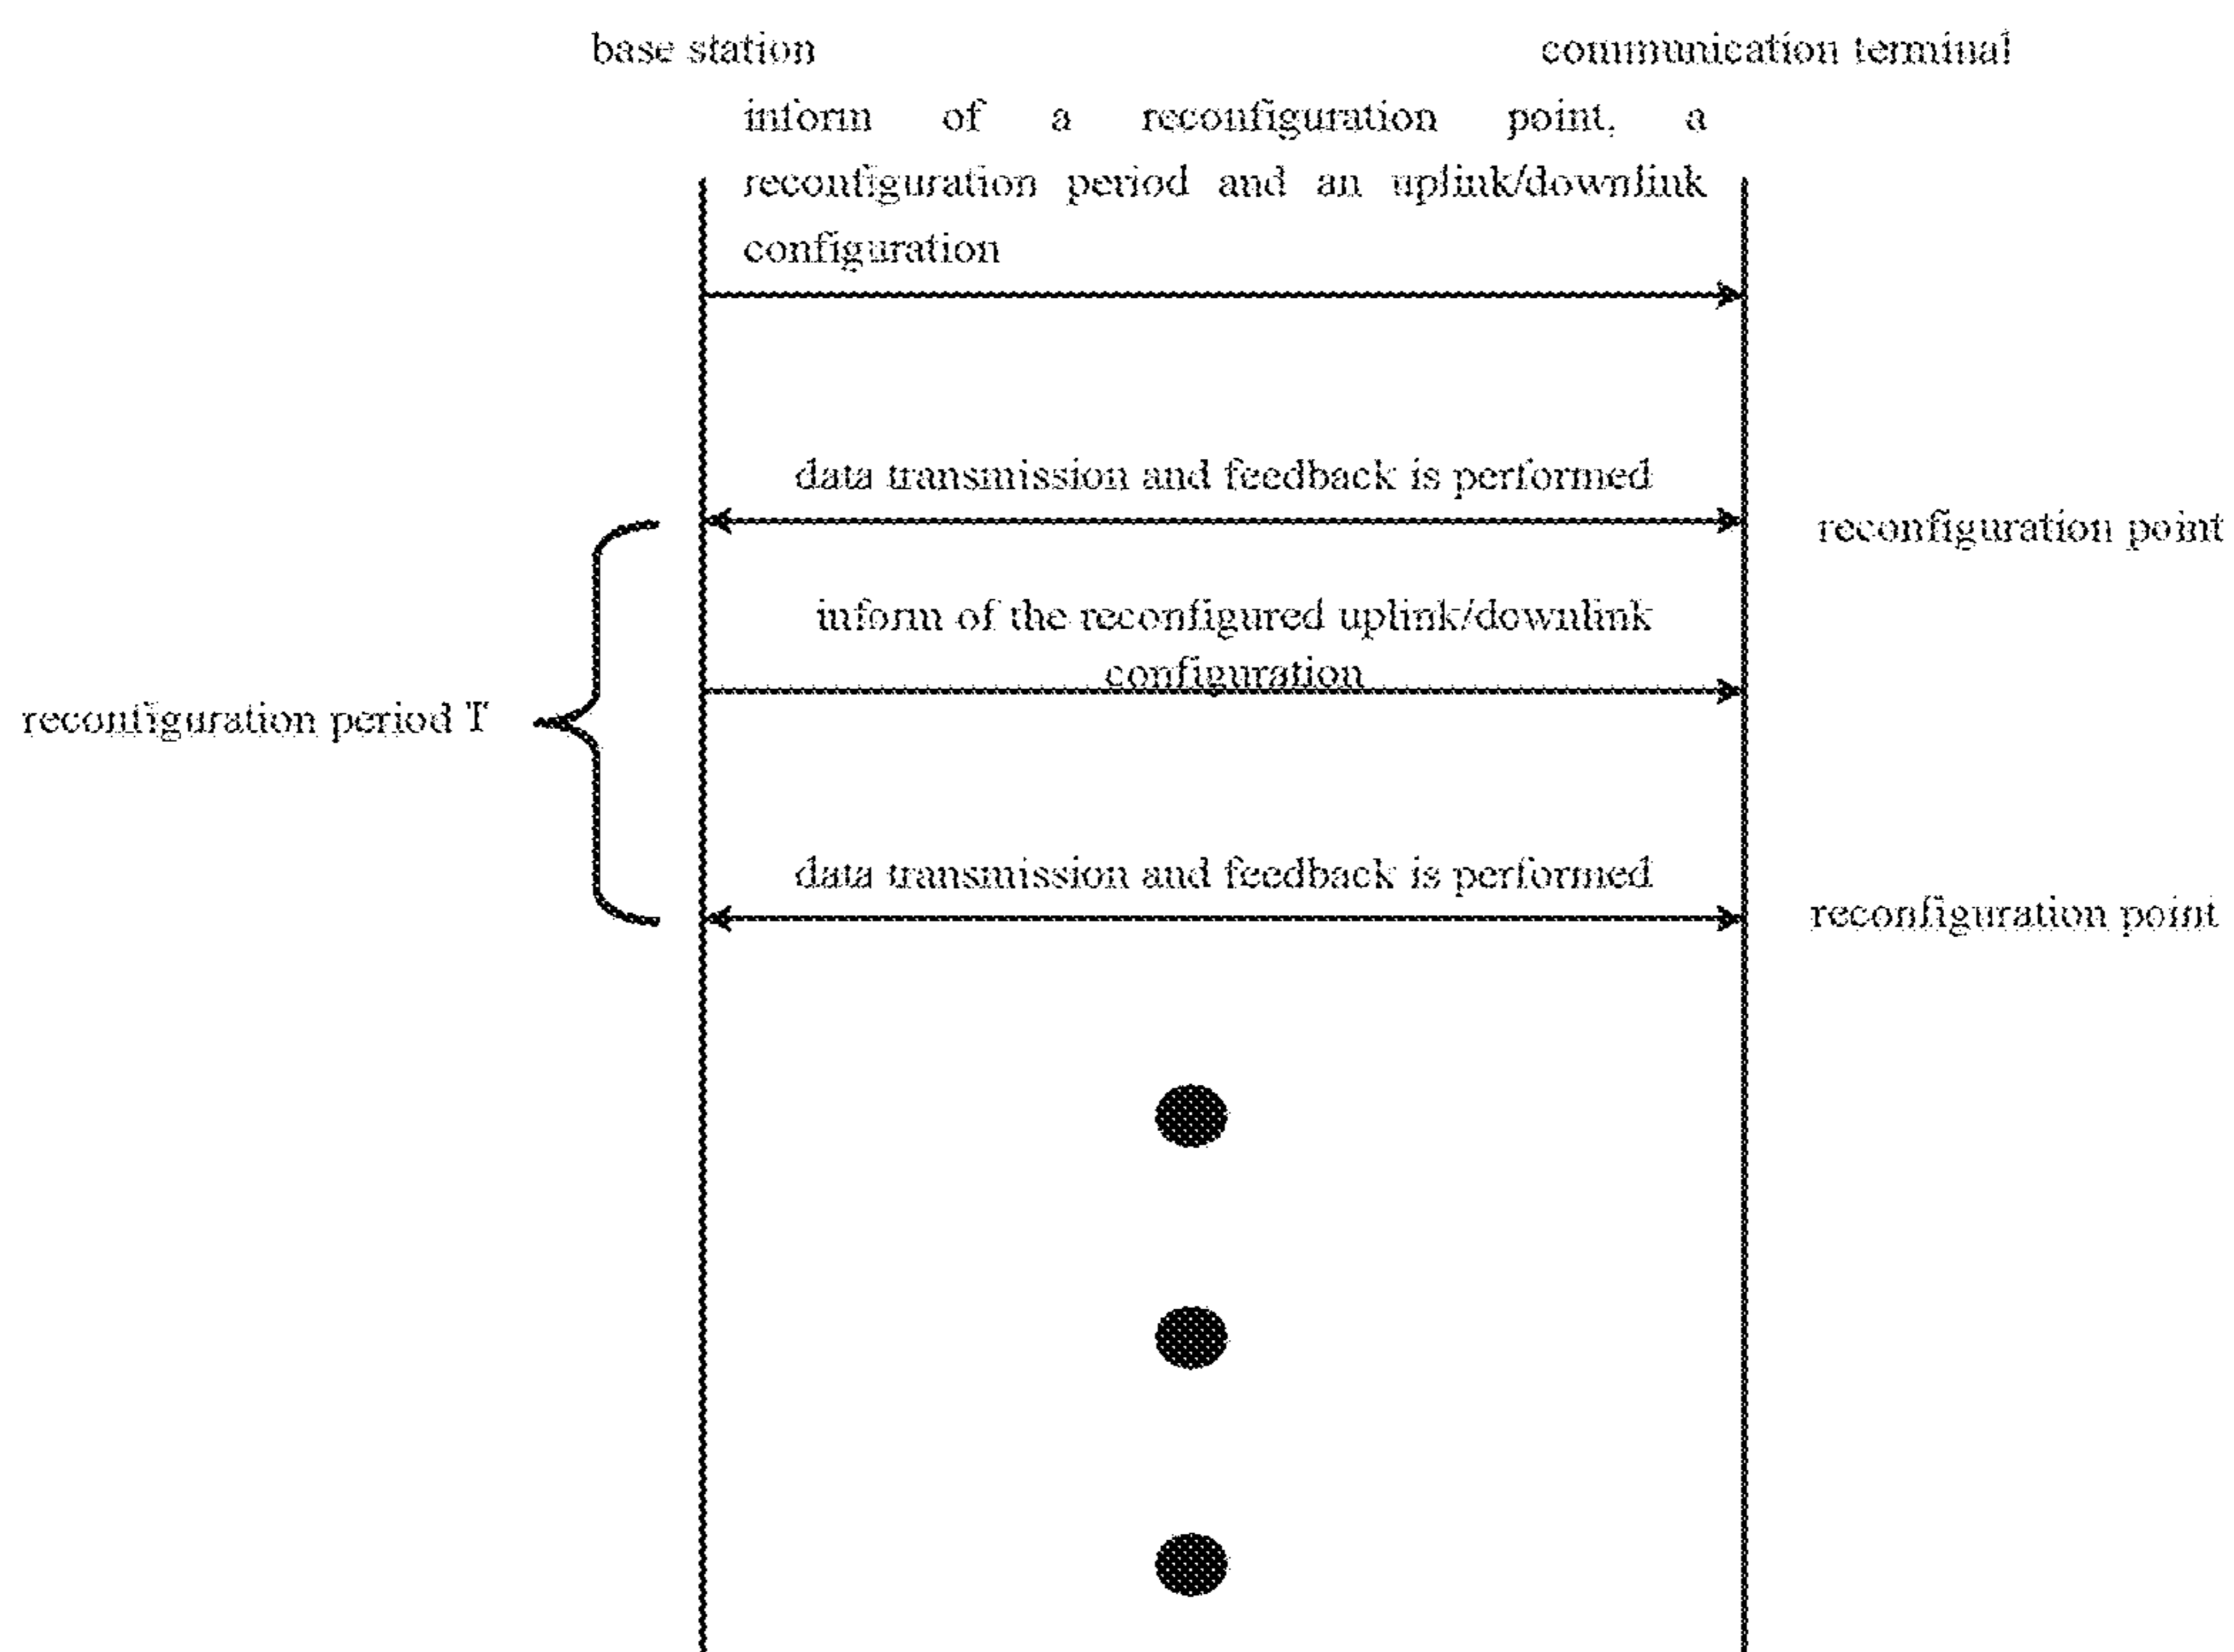 base station
communication terminal
inform of a reconfiguration point, a
reconfiguration period and an uplink/downlink
configuration
data transmission and feedback is performed
reconfiguration point
inform of the reconfigured uplink/downlink
configuration
reconfiguration period T
data transmission and feedback is performed
reconfiguration point